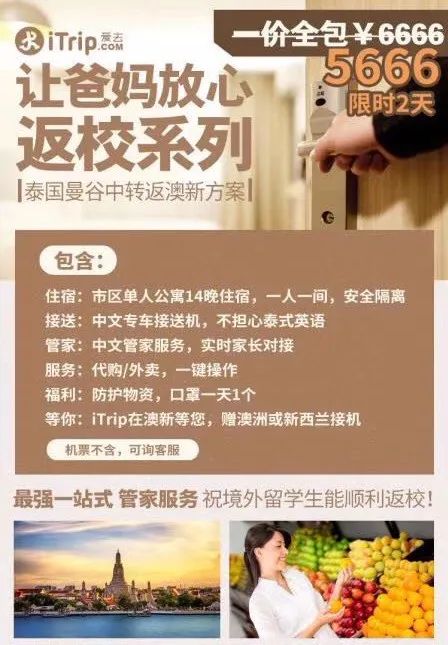 iTrip爱去
.COM
一价全包￥6666
5666
限时2天
让爸妈放心
返校系列
泰国曼谷中转返澳新方案
包含：
住宿：市区单人公寓14晚住宿，一人一间，安全隔离
接送：中文专车接送机，不担心泰式英语
管家：中文管家服务，实时家长对接
服务：代购/外卖，一键操作
福利：防护物资，口罩一天1个
等你：iTrip在澳新等您，赠澳洲或新西兰接机
机票不含，可询客服
最强一站式 管家服务 祝境外留学生能顺利返校！